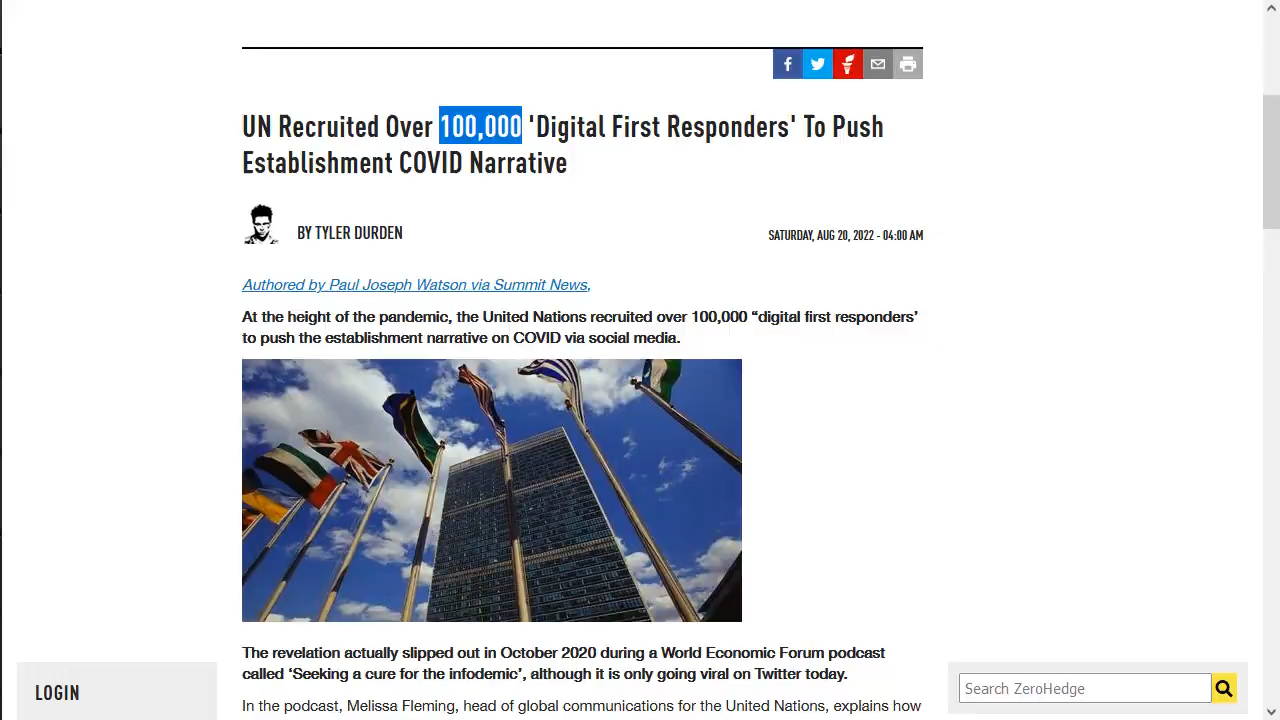 UN Recruited Over 100,000 'Digital First Responders' To Push
Establishment COVID Narrative
BY TYLER DURDEN
SATURDAY, AUG 20, 2022 - 04:00 AM
Authored by Paul Joseph Watson via Summit News,
At the height of the pandemic, the United Nations recruited over 100,000 “digital first responders’
to push the establishment narrative on COVID via social media.
The revelation actually slipped out in October 2020 during a World Economic Forum podcast
called ‘Seeking a cure for the infodemic’, although it is only going viral on Twitter today.
LOGIN
Search ZeroHedge
In the podcast, Melissa Fleming, head of global communications for the United Nations, explains how